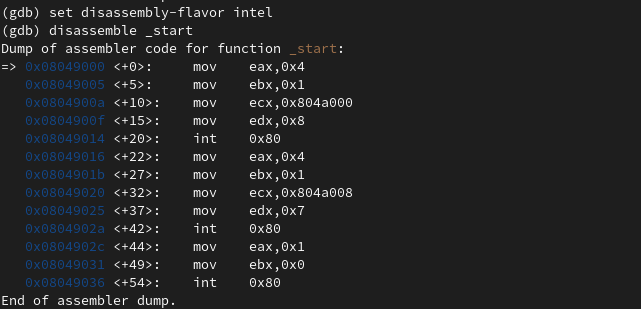 (gdb) set disassembly-flavor intel
(gdb) disassemble _start
Dump of assembler code for function _start:
=> 0x08049000 <+0>:     mov    eax,0x4
   0x08049005 <+5>:     mov    ebx,0x1
   0x0804900a <+10>:    mov    ecx,0x804a000
   0x0804900f <+15>:    mov    edx,0x8
   0x08049014 <+20>:    int    0x80
   0x08049016 <+22>:    mov    eax,0x4
   0x0804901b <+27>:    mov    ebx,0x1
   0x08049020 <+32>:    mov    ecx,0x804a008
   0x08049025 <+37>:    mov    edx,0x7
   0x0804902a <+42>:    int    0x80
   0x0804902c <+44>:    mov    eax,0x1
   0x08049031 <+49>:    mov    ebx,0x0
   0x08049036 <+54>:    int    0x80
End of assembler dump.